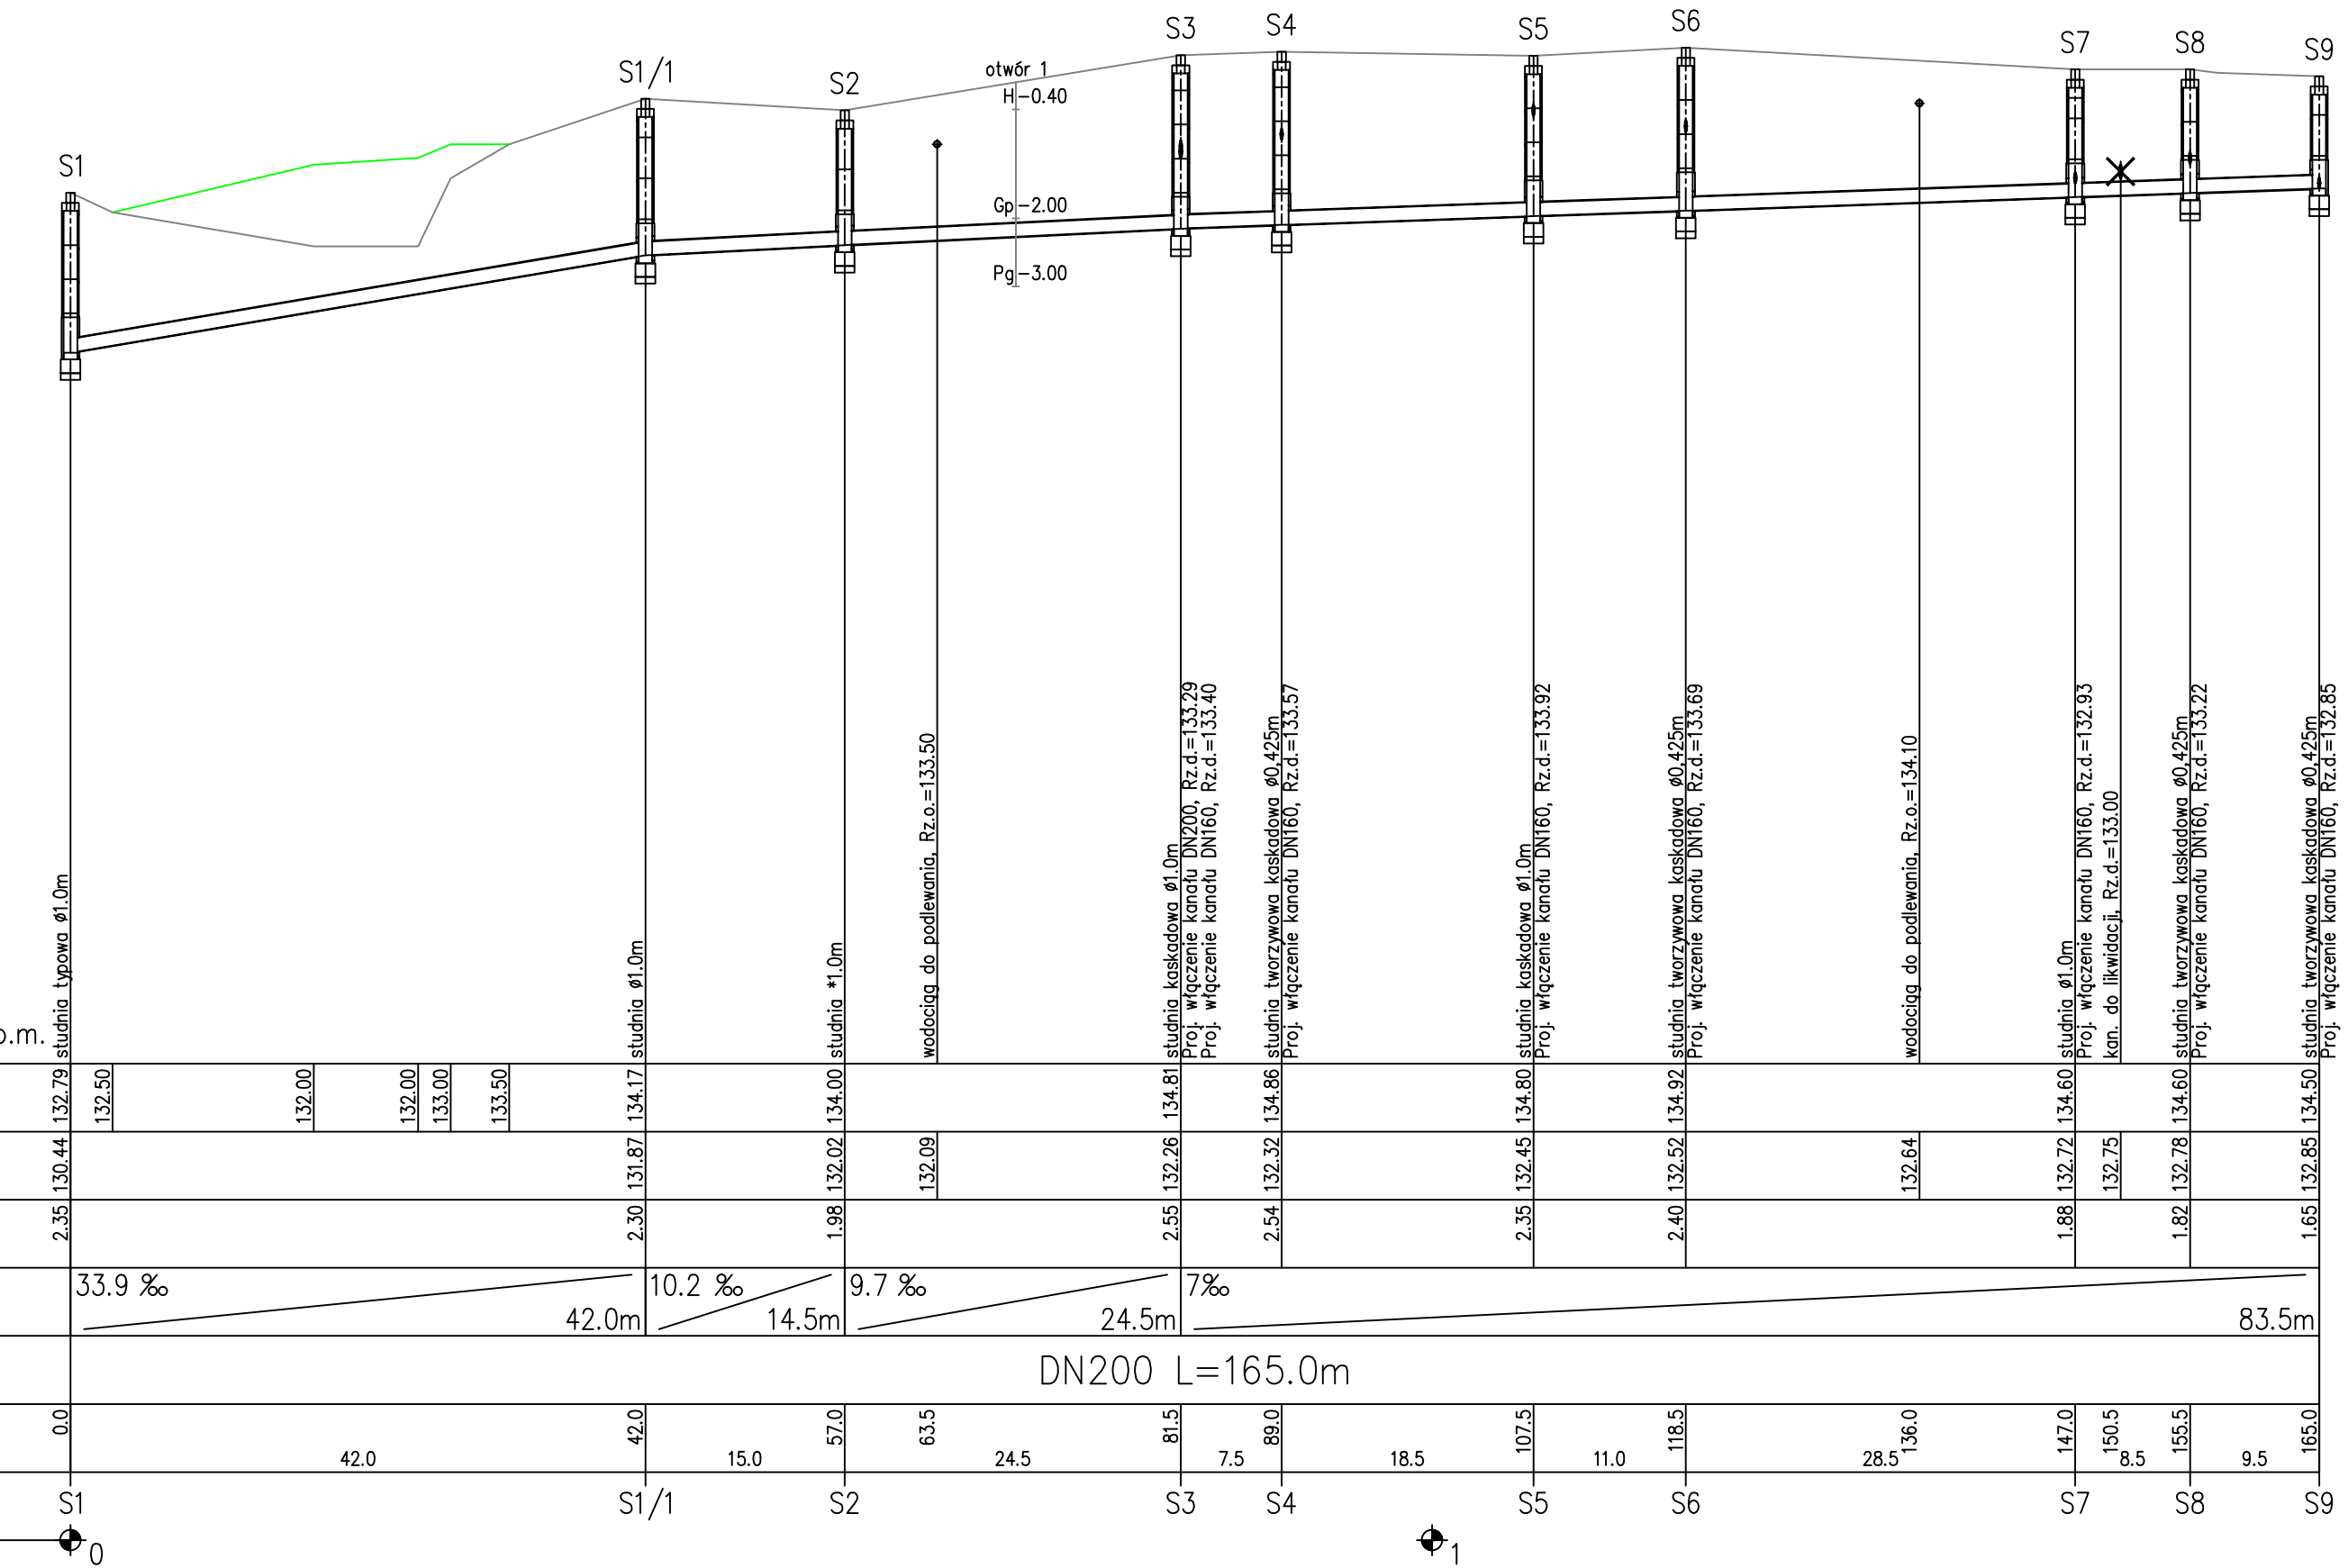 S1
S1/1
S2
S3
S4
S5
S6
S7
S8
S9
otwór 1
H -0.40
Gp -2.00
Pg -3.00
studnia typowa ø1.0m
studnia ø1.0m
studnia *1.0m
wodociąg do podlewania, Rz.o.=133.50
studnia kaskadowa ø1.0m
Proj. włączenie kanału DN200, Rz.d.=133.29
Proj. włączenie kanału DN160, Rz.d.=133.40
studnia tworzywowa kaskadowa ø0,425m
Proj. włączenie kanału DN160, Rz.d.=133.57
studnia kaskadowa ø1.0m
Proj. włączenie kanału DN160, Rz.d.=133.92
studnia tworzywowa kaskadowa ø0,425m
Proj. włączenie kanału DN160, Rz.d.=133.69
wodociąg do podlewania, Rz.o.=134.10
studnia ø1.0m
Proj. włączenie kanału DN160, Rz.d.=132.93
kan. do likwidacji, Rz.d.=133.00
studnia tworzywowa kaskadowa ø0,425m
Proj. włączenie kanału DN160, Rz.d.=133.22
studnia tworzywowa kaskadowa ø0,425m
Proj. włączenie kanału DN160, Rz.d.=132.85
p.m.
132.79 132.50 132.00 132.00 133.00 133.50 134.17 134.00 134.81 134.86 134.80 134.92 134.60 134.60 134.50
130.44 131.87 132.02 132.09 132.26 132.32 132.45 132.52 132.64 132.72 132.75 132.78 132.85
2.35 2.30 1.98 2.55 2.54 2.35 2.40 1.88 1.82 1.65
33.9 ‰ 10.2 ‰ 9.7 ‰ 7‰
42.0m 14.5m 24.5m 83.5m
DN200 L=165.0m
0.0 42.0 57.0 63.5 81.5 89.0 107.5 118.5 136.0 147.0 150.5 155.5 165.0
42.0 15.0 24.5 7.5 18.5 11.0 28.5 8.5 9.5
S1 S1/1 S2 S3 S4 S5 S6 S7 S8 S9
0 1